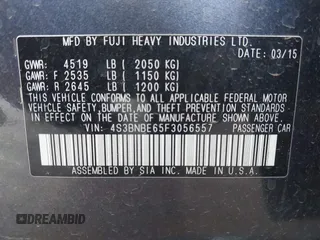 MFD BY FUJI HEAVY INDUSTRIES LTD.
DATE: 03/15
GVWR: 4519 LB ( 2050 KG)
GAWR: F 2535 LB ( 1150 KG)
GAWR: R 2645 LB ( 1200 KG)
THIS VEHICLE CONFORMS TO ALL APPLICABLE
FEDERAL MOTOR VEHICLE SAFETY, BUMPER, AND THEFT PREVENTION STANDARDS
IN EFFECT ON THE DATE OF MANUFACTURE SHOWN ABOVE.
VIN: 4S3BNBE65F3056557
PASSENGER CAR
ASSEMBLED BY SIA INC. MADE IN U.S.A.
DREAMBID